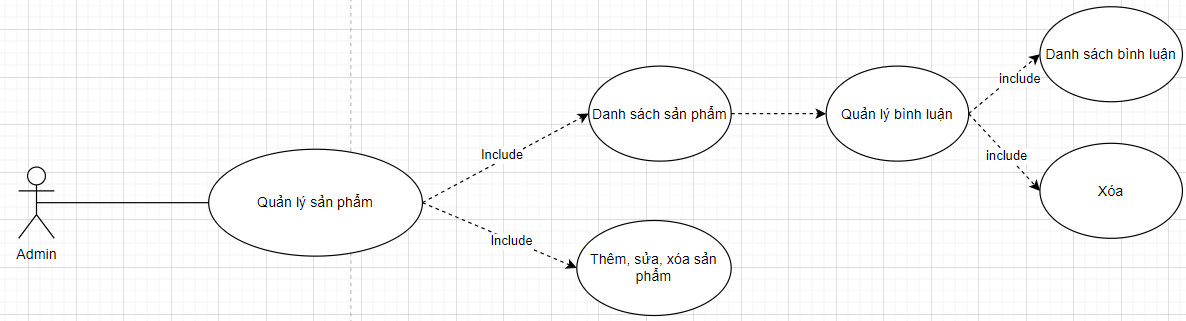 Admin
Quản lý sản phẩm
Include
Include
Danh sách sản phẩm
Thêm, sửa, xóa sản
phẩm
Quản lý bình luận
include
include
Danh sách bình luận
Xóa